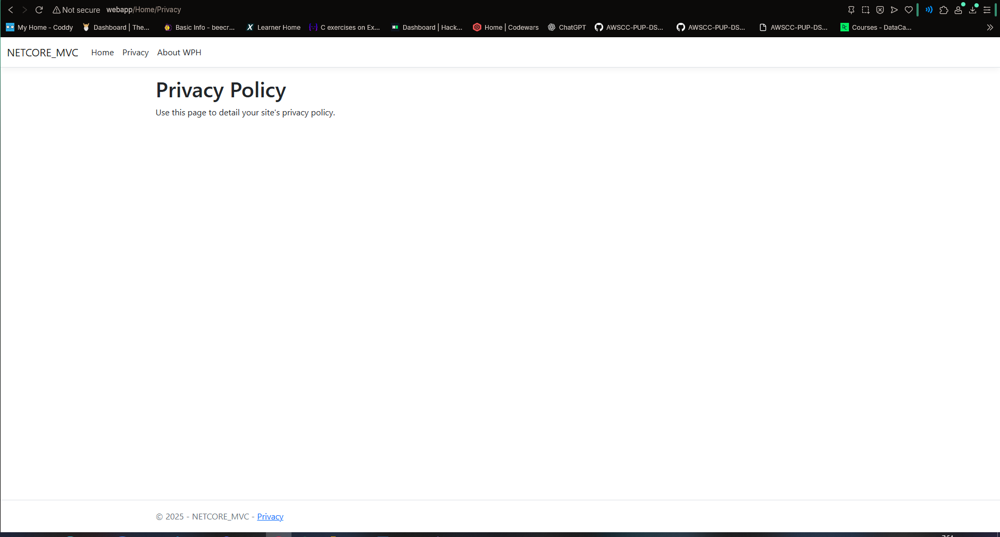 Not secure webapp/Home/Privacy
My Home - Coddy Dashboard | The... Basic Info - beecr... Learner Home C exercises on Ex... Dashboard | Hack... Home | Codewars ChatGPT AWSCC-PUP-DS... AWSCC-PUP-DS... AWSCC-PUP-DS... Courses - DataCa...
NETCORE_MVC Home Privacy About WPH
Privacy Policy
Use this page to detail your site's privacy policy.
© 2025 - NETCORE_MVC - Privacy